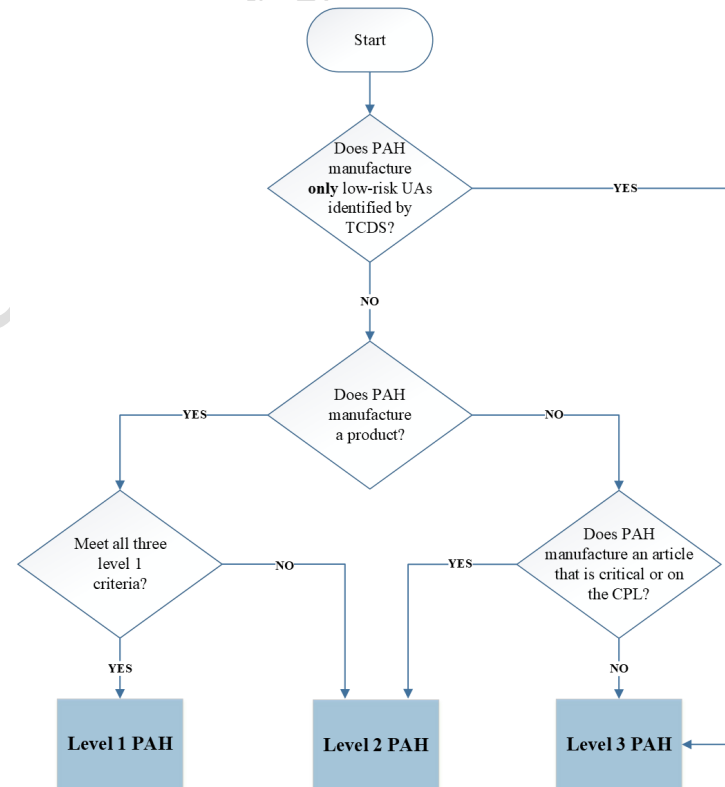 Start
Does PAH
manufacture
only low-risk UAs
identified by
TCDS?
YES
NO
Does PAH
manufacture
a product?
YES
NO
Meet all three
level 1
criteria?
NO
YES
Does PAH
manufacture an article
that is critical or on
the CPL?
YES
NO
Level 1 PAH
Level 2 PAH
Level 3 PAH